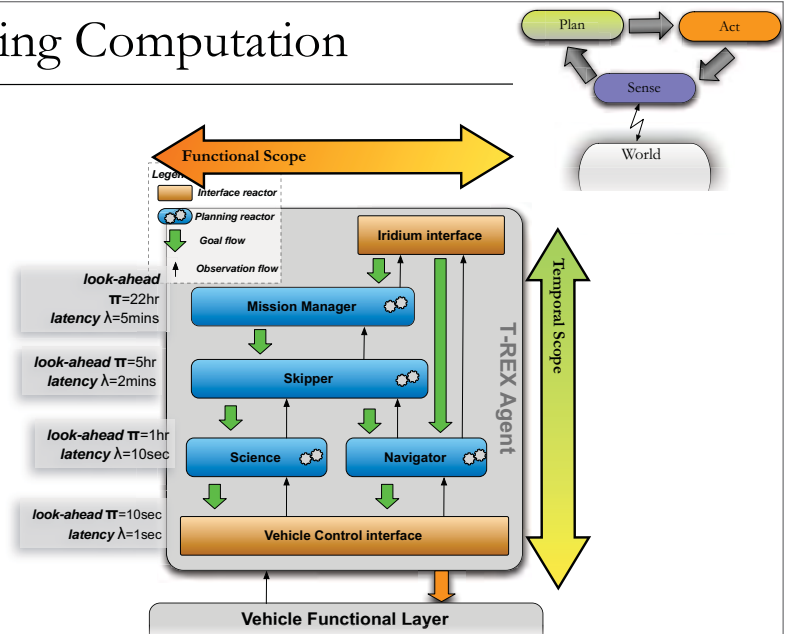 ing Computation
Plan
Act
Sense
World
Functional Scope
Interface reactor
Planning reactor
Goal flow
Observation flow
Iridium interface
look-ahead
π=22hr
latency λ=5mins
Mission Manager
Temporal Scope
T-REX Agent
look-ahead π=5hr
latency λ=2mins
Skipper
look-ahead π=1hr
latency λ=10sec
Science
Navigator
look-ahead π=10sec
latency λ=1sec
Vehicle Control interface
Vehicle Functional Layer